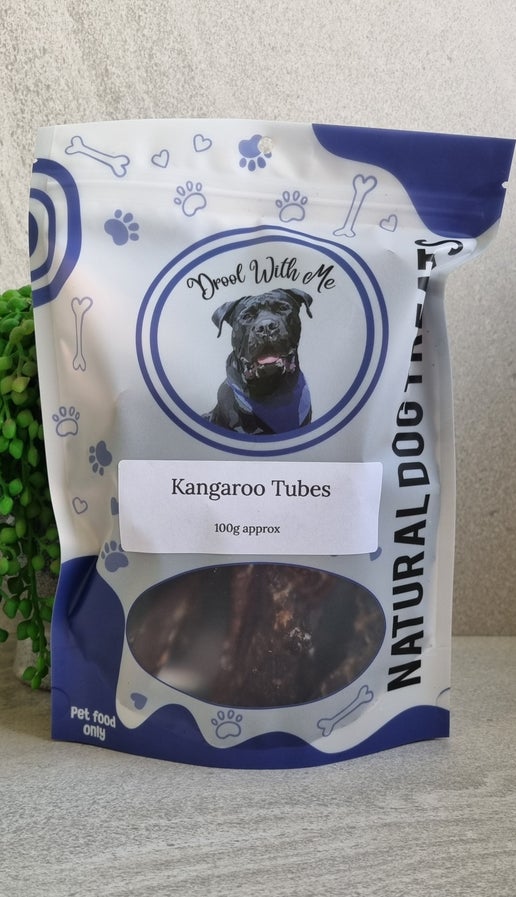 Drool With Me
NATURAL DOG TREATS
Kangaroo Tubes
100g approx
Pet food
only